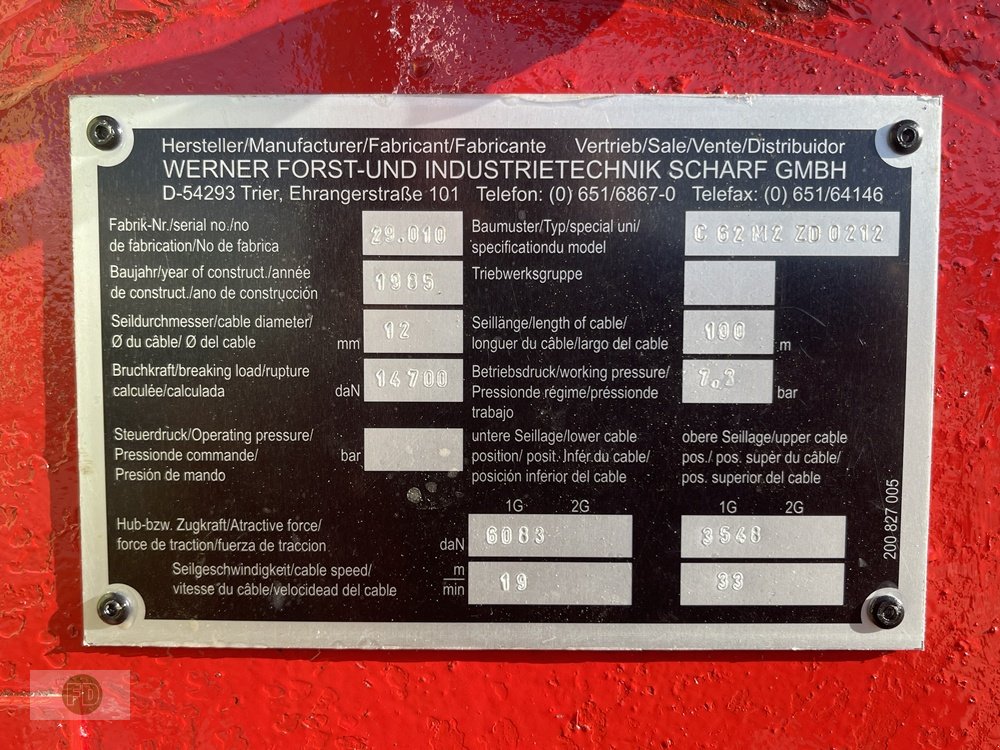 Hersteller/Manufacturer/Fabricant/Fabricante Vertrieb/Sale/Vente/Distribuidor
WERNER FORST-UND INDUSTRIETECHNIK SCHARF GMBH
D-54293 Trier, Ehrangerstraße 101 Telefon: (0) 651/6867-0 Telefax: (0) 651/64146
Fabrik-Nr./serial no./no
de fabrication/No de fabrica
29.010
Baumuster/Typ/special uni/
specificationdu model
C 62M2 ZD0212
Baujahr/year of construct./année
de construct./ano de construcción
1985
Triebwerksgruppe
Seildurchmesser/cable diameter/
Ø du câble/ Ø del cable
mm
12
Seillänge/length of cable/
longuer du câble/largo del cable
190
m
Bruchkraft/breaking load/rupture
calculée/calculada
daN
14700
Betriebsdruck/working pressure/
Pressionde régime/préssionde
trabajo
7,3
bar
Steuerdruck/Operating pressure/
Pressionde commande/
Presión de mando
bar
untere Seillage/lower cable
position/ posit. Infér du cable/
posición inferior del cable
obere Seillage/upper cable
pos./ pos. supér du câble/
pos. superior del cable
1G 2G
1G 2G
Hub-bzw. Zugkraft/Atractive force/
force de traction/fuerza de traccion
daN
6083
3548
Seilgeschwindigkeit/cable speed/
vitesse du câble/velocidead del cable
m
min
19
33
200 827 005
FD